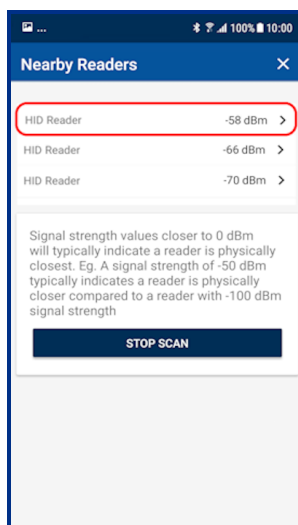 ... 100% 10:00
Nearby Readers
HID Reader -58 dBm
HID Reader -66 dBm
HID Reader -70 dBm
Signal strength values closer to 0 dBm
will typically indicate a reader is physically
closest. Eg. A signal strength of -50 dBm
typically indicates a reader is physically
closer compared to a reader with -100 dBm
signal strength
STOP SCAN